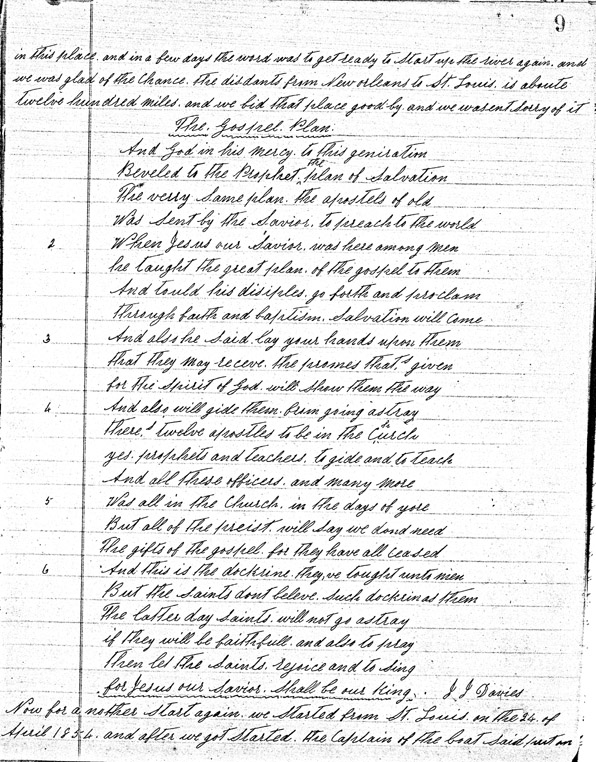 9
in this place. and in a few days the word was to get ready to start up the river again. and
we was glad of the chance. the disdants from New orleans to St. Louis. is aboute
twelve hundred miles. and we bid that place good by. and we wasent sorry of it
The. Gospel. Plan.
And God in his mercy. to this geniration
Reveled to the Prophet, the plan of Salvation
The verry same plan. the apostels of old
Was sent by the Savior. to preach to the world
2 When Jesus our Savior. was here among men
he taught the great plan. of the gospel to them
And tould his disiples. go forth and proclam
through faith and baptism. Salvation will come
3 And also he said. lay your hands upon them
that they may receve. the promes that,s given
for the Spirit of God. will show them the way
4 And also will gide them. from going astray
there,s twelve apostles to be in the Church
yes. prophets and teachers. to gide and to teach
And all these officers. and many more
5 Was all in the Church. in the days of yore
But all of the preist. will say we dond need
The gifts of the gospel. for they have all ceased
6 And this is the dockrine. they,ve tought unto men
But the Saints dont beleve. such dockrin as them
The latter day saints. will not go astray
if they will be faithfull. and also to pray
then let the Saints. rejoice and to sing
for Jesus our Savior. Shall be our King. . J J Davies
Now for a nother start again. we started from St. Louis. on the 24. of
April 1854. and after we got started. the Captain of the boat said put on